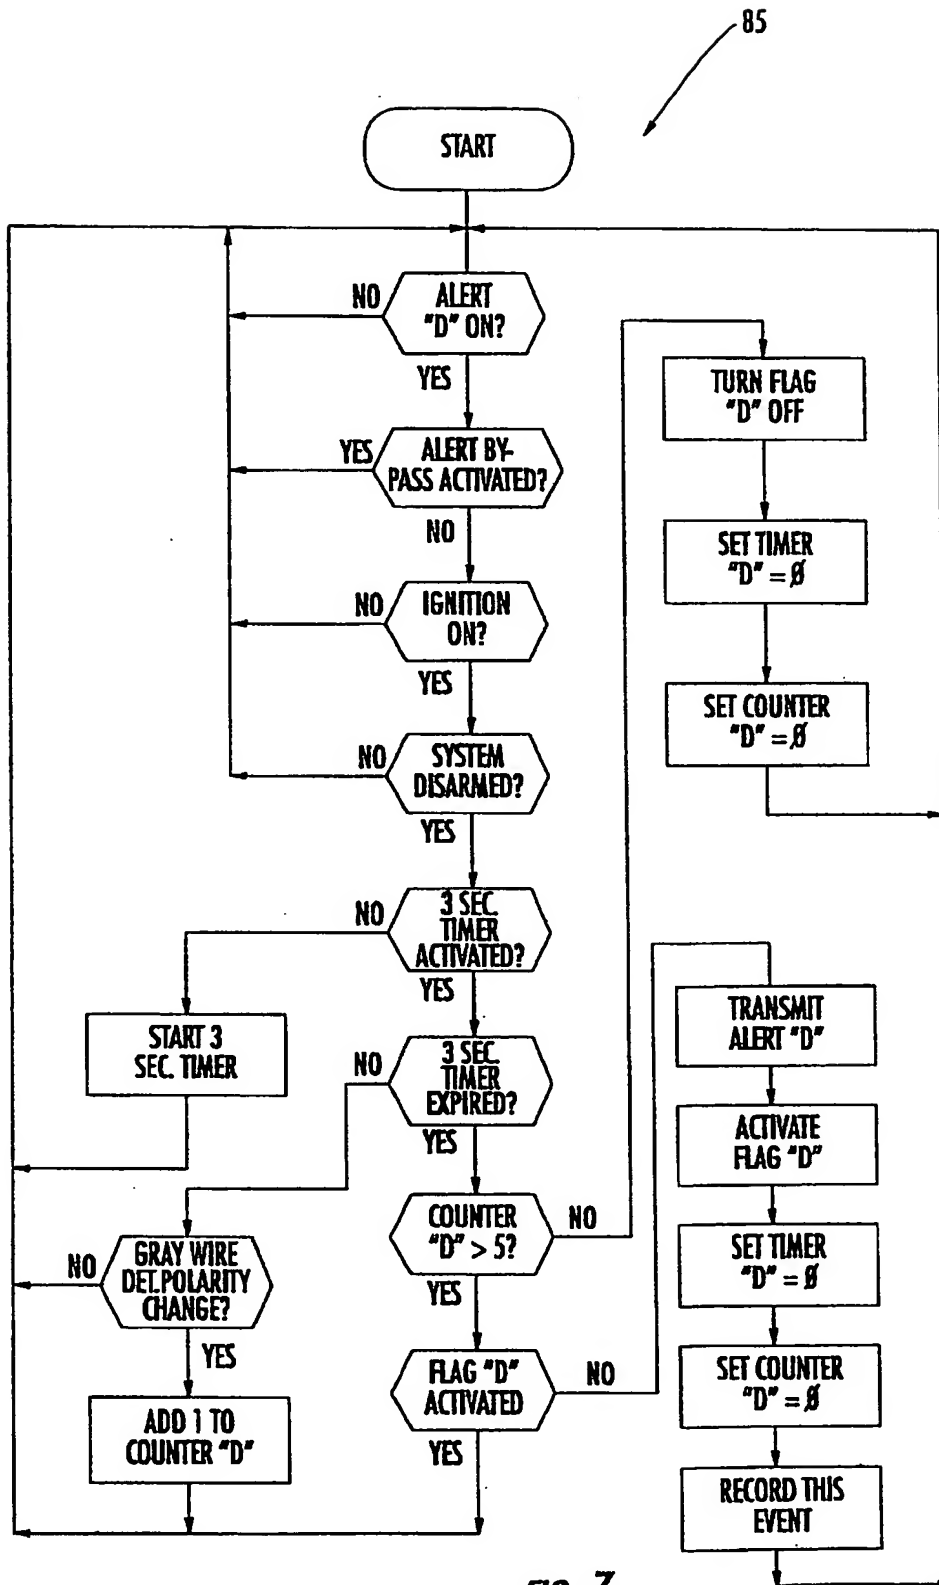 85
START
ALERT
"D" ON?
NO
YES
ALERT BY-
PASS ACTIVATED?
YES
NO
IGNITION
ON?
NO
YES
SYSTEM
DISARMED?
NO
YES
3 SEC.
TIMER
ACTIVATED?
NO
YES
START 3
SEC. TIMER
3 SEC.
TIMER
EXPIRED?
NO
YES
GRAY WIRE
DET.POLARITY
CHANGE?
NO
YES
ADD 1 TO
COUNTER "D"
COUNTER
"D" > 5?
NO
YES
FLAG "D"
ACTIVATED
NO
YES
TURN FLAG
"D" OFF
SET TIMER
"D" = Ø
SET COUNTER
"D" = Ø
TRANSMIT
ALERT "D"
ACTIVATE
FLAG "D"
SET TIMER
"D" = Ø
SET COUNTER
"D" = Ø
RECORD THIS
EVENT
FIG. 7